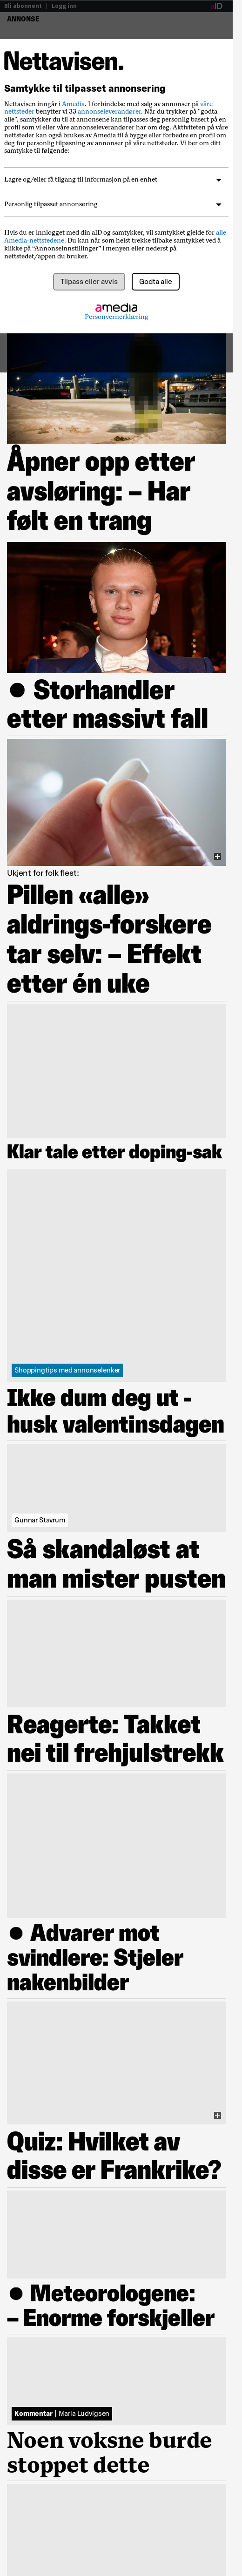 Bli abonnent | Logg inn
aID
ANNONSE
Nettavisen.
Samtykke til tilpasset annonsering
Nettavisen inngår i Amedia. I forbindelse med salg av annonser på våre
nettsteder benytter vi 33 annonseleverandører. Når du trykker på "godta
alle", samtykker du til at annonsene kan tilpasses deg personlig basert på en
profil som vi eller våre annonseleverandører har om deg. Aktiviteten på våre
nettsteder kan også brukes av Amedia til å bygge eller forbedre en profil om
deg for personlig tilpasning av annonser på våre nettsteder. Vi ber om ditt
samtykke til følgende:
Lagre og/eller få tilgang til informasjon på en enhet
Personlig tilpasset annonsering
Hvis du er innlogget med din aID og samtykker, vil samtykket gjelde for alle
Amedia-nettstedene. Du kan når som helst trekke tilbake samtykket ved å
klikke på "Annonseinnstillinger" i menyen eller nederst på
nettstedet/appen du bruker.
Tilpass eller avvis
Godta alle
amedia
Personvernerklæring
Åpner opp etter
avsløring: – Har
følt en trang
● Storhandler
etter massivt fall
Ukjent for folk flest:
Pillen «alle»
aldrings-forskere
tar selv: – Effekt
etter én uke
Klar tale etter doping-sak
Shoppingtips med annonselenker
Ikke dum deg ut -
husk valentinsdagen
Gunnar Stavrum
Så skandaløst at
man mister pusten
Reagerte: Takket
nei til frehjulstrekk
● Advarer mot
svindlere: Stjeler
nakenbilder
Quiz: Hvilket av
disse er Frankrike?
● Meteorologene:
– Enorme forskjeller
Kommentar | Maria Ludvigsen
Noen voksne burde
stoppet dette